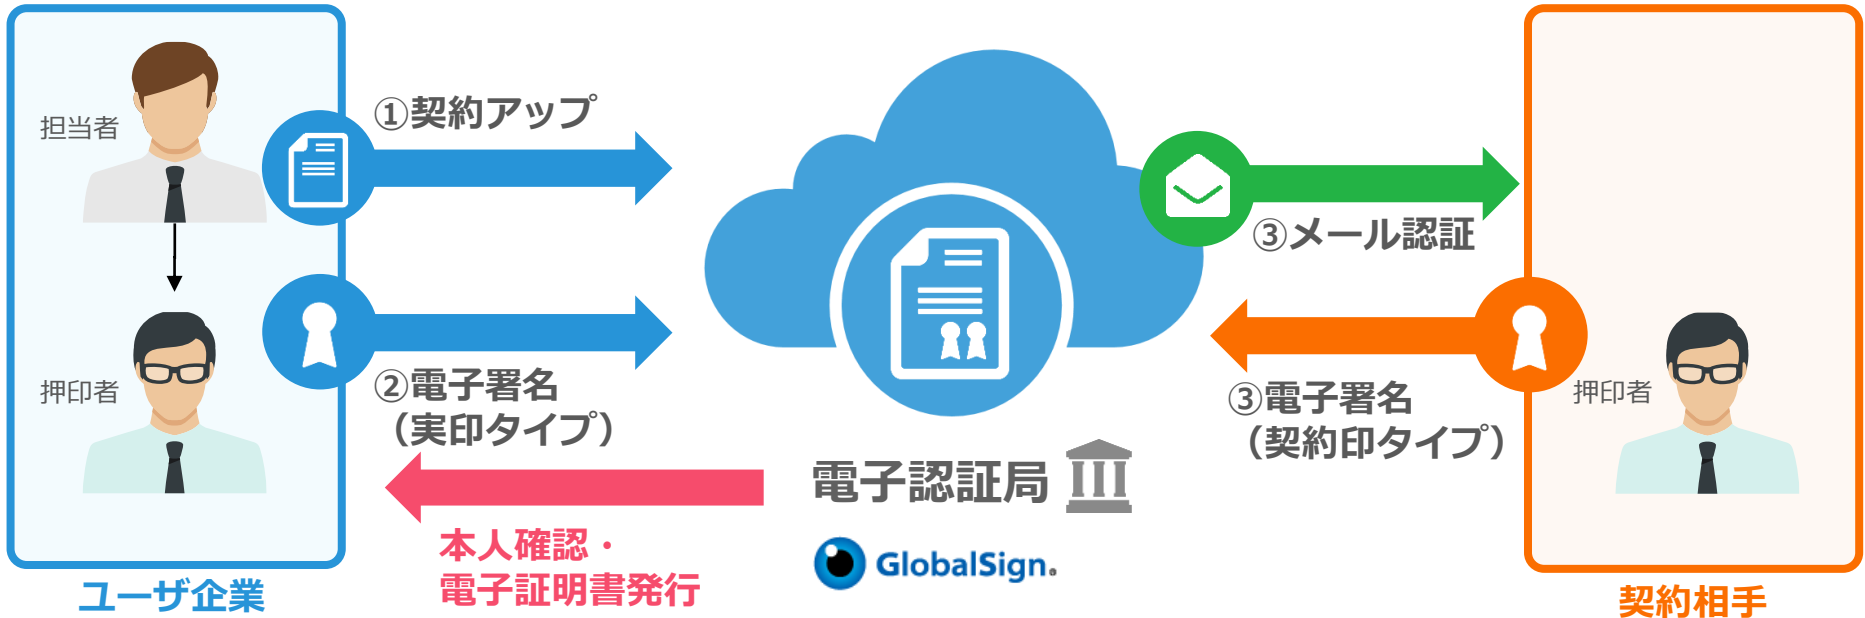 担当者
①契約アップ
押印者
②電子署名
（実印タイプ）
本人確認・
電子証明書発行
ユーザ企業
電子認証局
GlobalSign.
③メール認証
③電子署名
（契約印タイプ）
押印者
契約相手